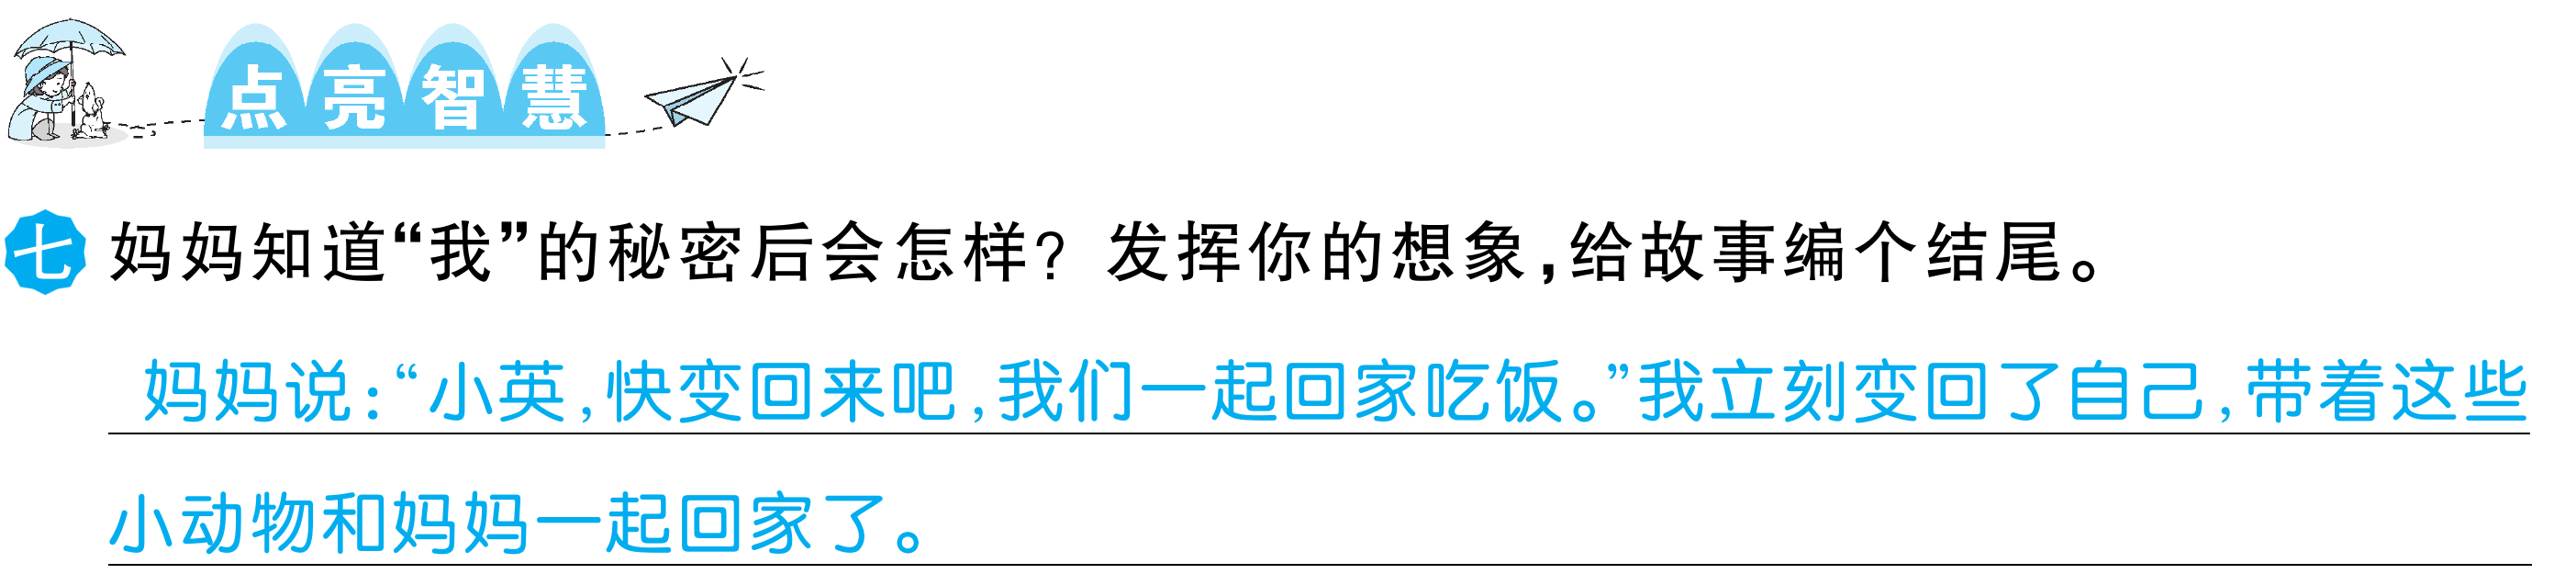 点亮智慧
七 妈妈知道“我”的秘密后会怎样？发挥你的想象，给故事编个结尾。
妈妈说：“小英，快变回来吧，我们一起回家吃饭。”我立刻变回了自己，带着这些
小动物和妈妈一起回家了。